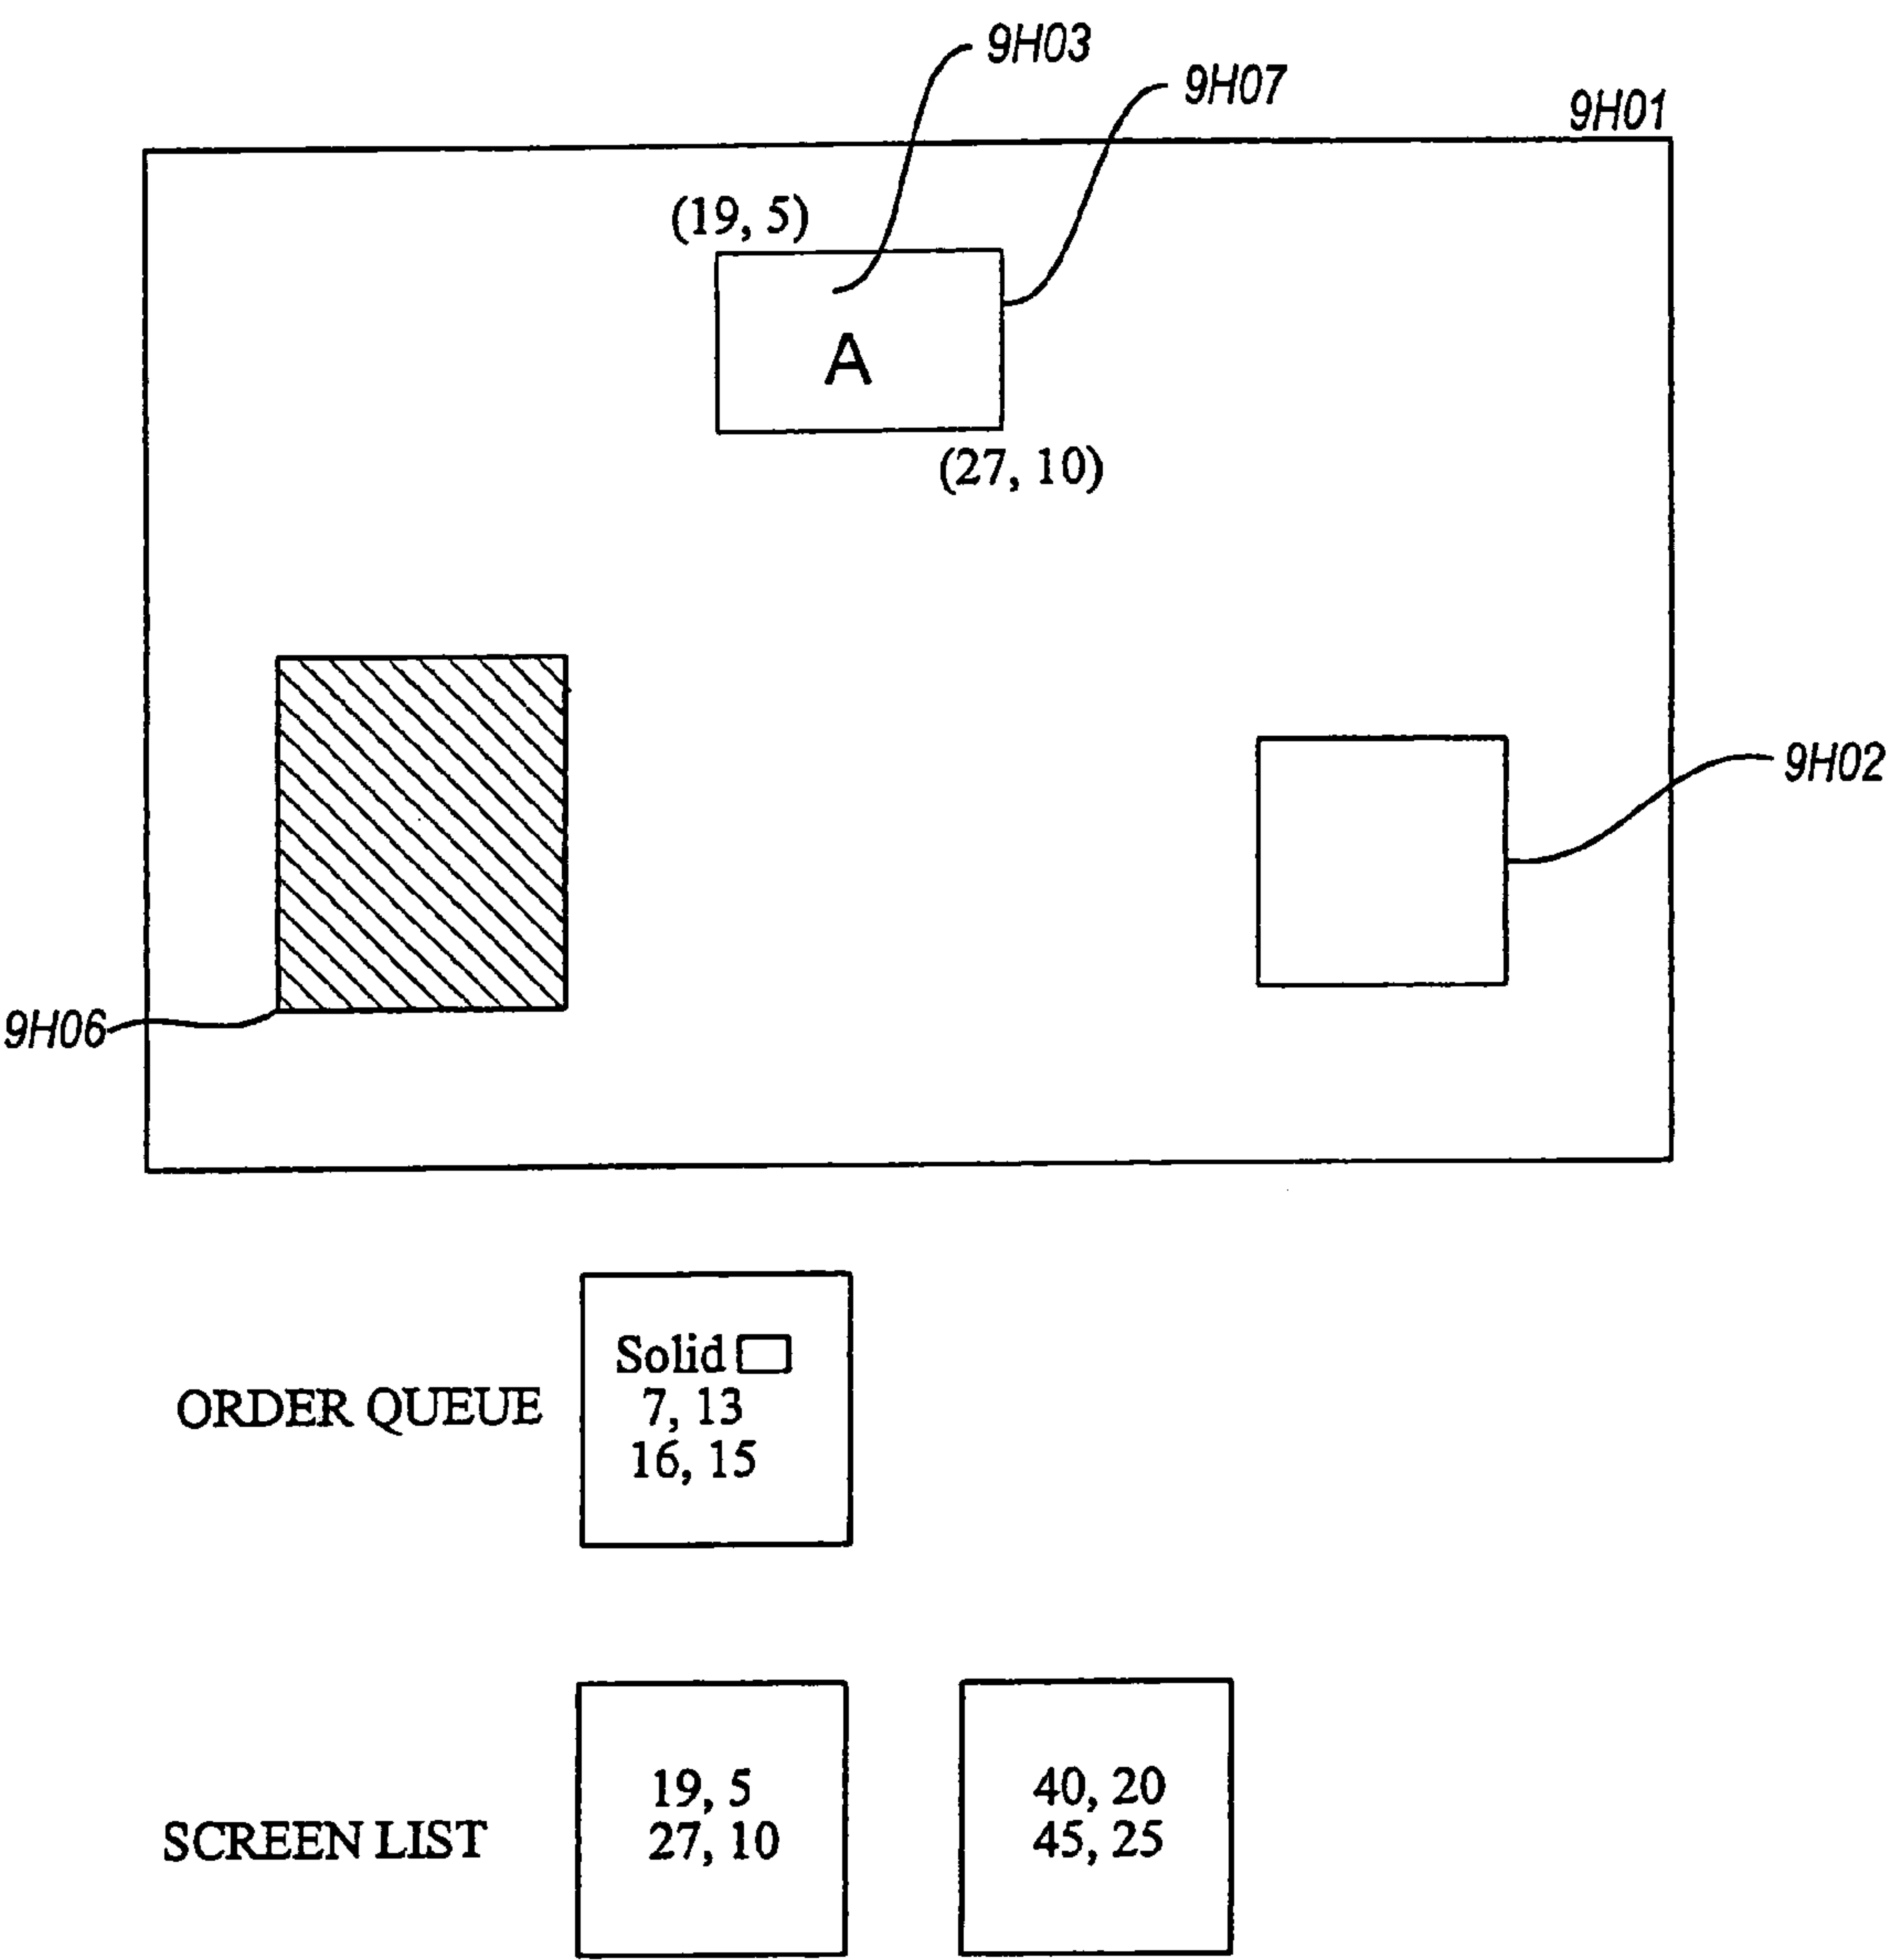 9H03
9H07
9H01
(19, 5)
A
(27, 10)
9H02
9H06
Solid
7, 13
ORDER QUEUE
16, 15
19, 5
40, 20
SCREEN LIST
27, 10
45, 25